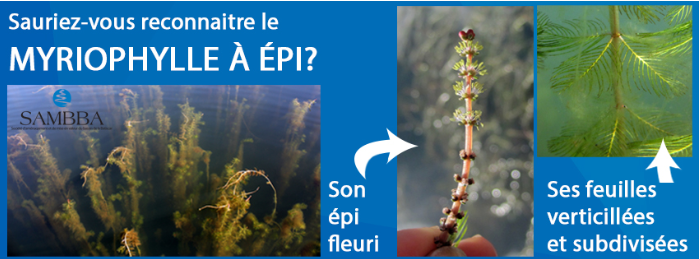 Sauriez-vous reconnaitre le
MYRIOPHYLLE À ÉPI?
SAMBBA
Son
épi
fleuri
Ses feuilles
verticillées
et subdivisées